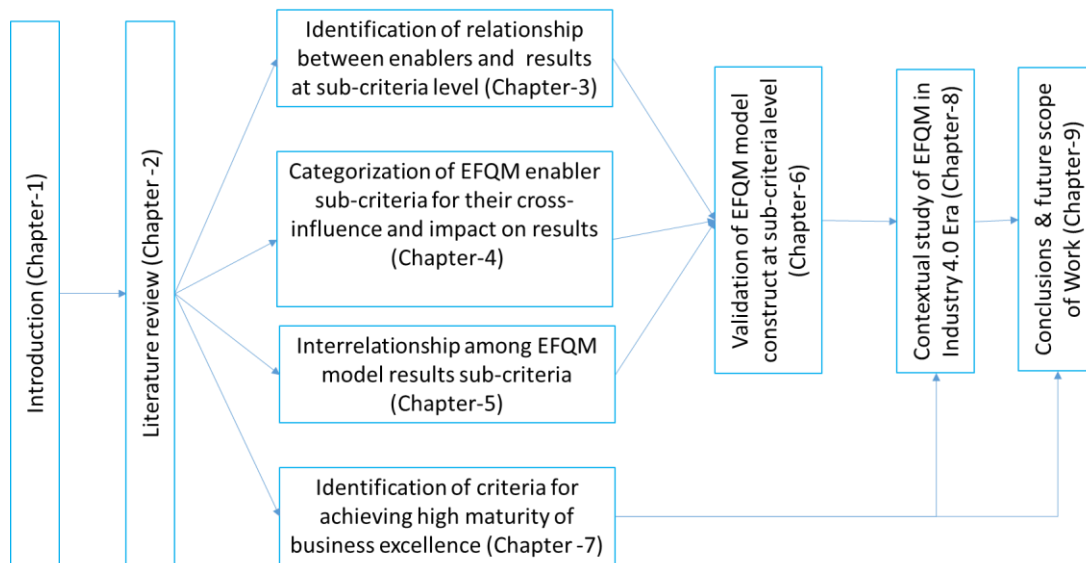 Introduction (Chapter-1)
Literature review (Chapter -2)
Identification of relationship
between enablers and results
at sub-criteria level (Chapter-3)
Categorization of EFQM enabler
sub-criteria for their cross-
influence and impact on results
(Chapter-4)
Interrelationship among EFQM
model results sub-criteria
(Chapter-5)
Identification of criteria for
achieving high maturity of
business excellence (Chapter -7)
Validation of EFQM model
construct at sub-criteria level
(Chapter-6)
Contextual study of EFQM in
Industry 4.0 Era (Chapter-8)
Conclusions & future scope
of Work (Chapter-9)